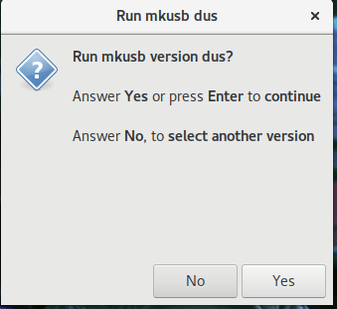 Run mkusb dus
×
?
Run mkusb version dus?
Answer Yes or press Enter to continue
Answer No, to select another version
No
Yes